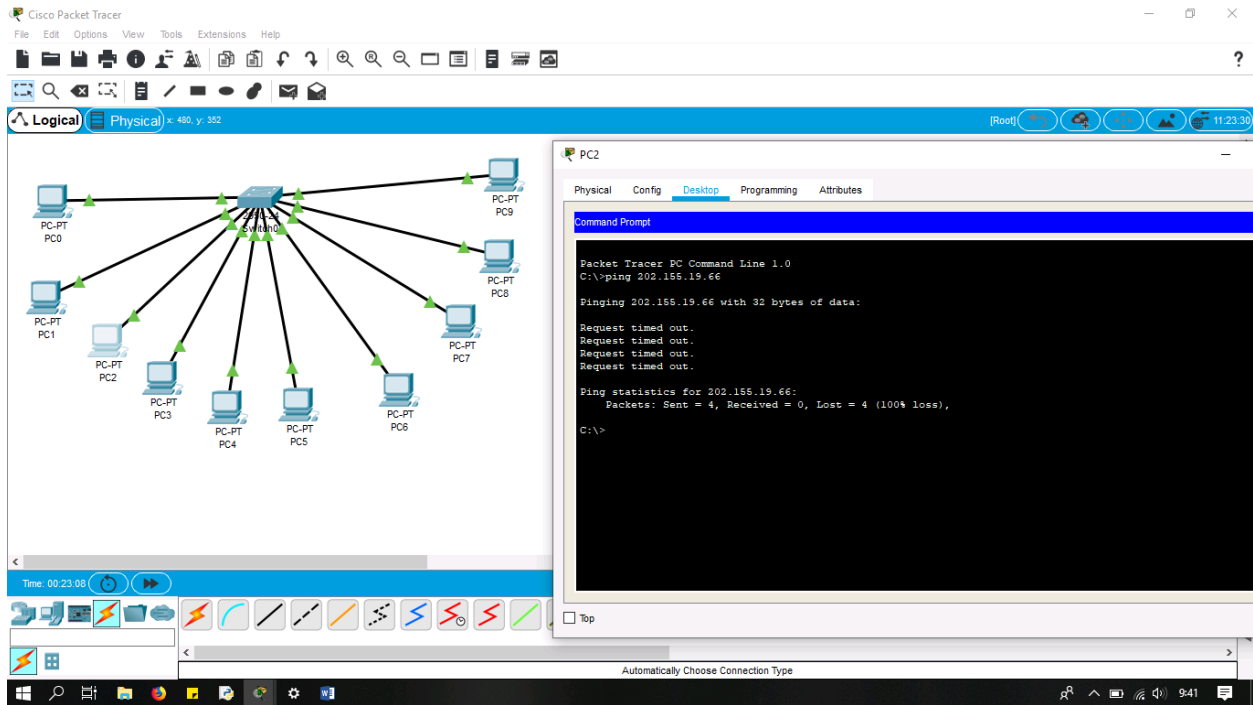 Cisco Packet Tracer
File Edit Options View Tools Extensions Help
?
Logical Physical x: 480, y: 352 [Root] 11:23:30
PC-PT
PC0
PC-PT
PC1
PC-PT
PC2
PC-PT
PC3
PC-PT
PC4
PC-PT
PC5
PC-PT
PC6
PC-PT
PC7
PC-PT
PC8
PC-PT
PC9
2950-24
Switch0
PC2
Physical Config Desktop Programming Attributes
Command Prompt
Packet Tracer PC Command Line 1.0
C:\>ping 202.155.19.66
Pinging 202.155.19.66 with 32 bytes of data:
Request timed out.
Request timed out.
Request timed out.
Request timed out.
Ping statistics for 202.155.19.66:
Packets: Sent = 4, Received = 0, Lost = 4 (100% loss),
C:\>
Top
Time: 00:23:08
Automatically Choose Connection Type
9:41